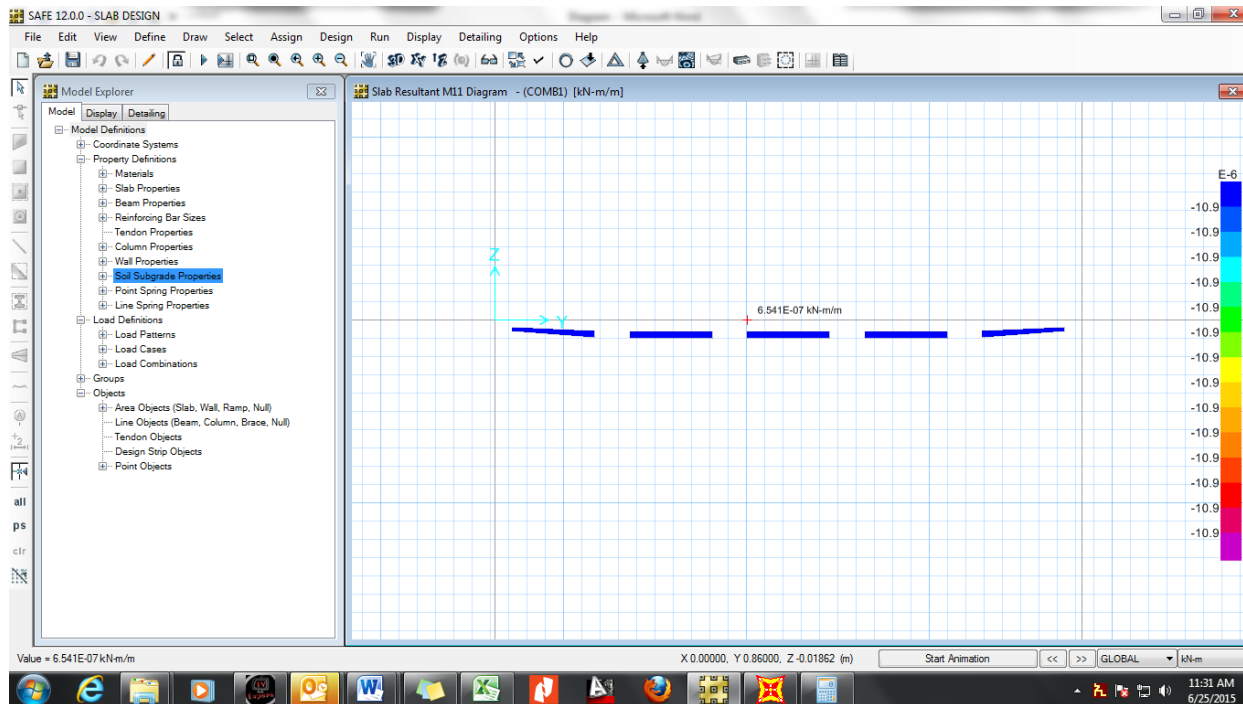 SAFE 12.0.0 - SLAB DESIGN
File Edit View Define Draw Select Assign Design Run Display Detailing Options Help
Model Explorer
Model Display Detailing
Model Definitions
Coordinate Systems
Property Definitions
Materials
Slab Properties
Beam Properties
Reinforcing Bar Sizes
Tendon Properties
Column Properties
Wall Properties
Soil Subgrade Properties
Point Spring Properties
Line Spring Properties
Load Definitions
Load Patterns
Load Cases
Load Combinations
Groups
Objects
Area Objects (Slab, Wall, Ramp, Null)
Line Objects (Beam, Column, Brace, Null)
Tendon Objects
Design Strip Objects
Point Objects
all
ps
clr
Slab Resultant M11 Diagram - (COMB1) [kN-m/m]
Z
Y
6.541E-07 kN-m/m
E-6
-10.9
-10.9
-10.9
-10.9
-10.9
-10.9
-10.9
-10.9
-10.9
-10.9
-10.9
-10.9
-10.9
-10.9
Value = 6.541E-07 kN-m/m
X 0.00000, Y 0.86000, Z -0.01862 (m)
Start Animation
<< >>
GLOBAL
kN-m
11:31 AM
6/25/2015